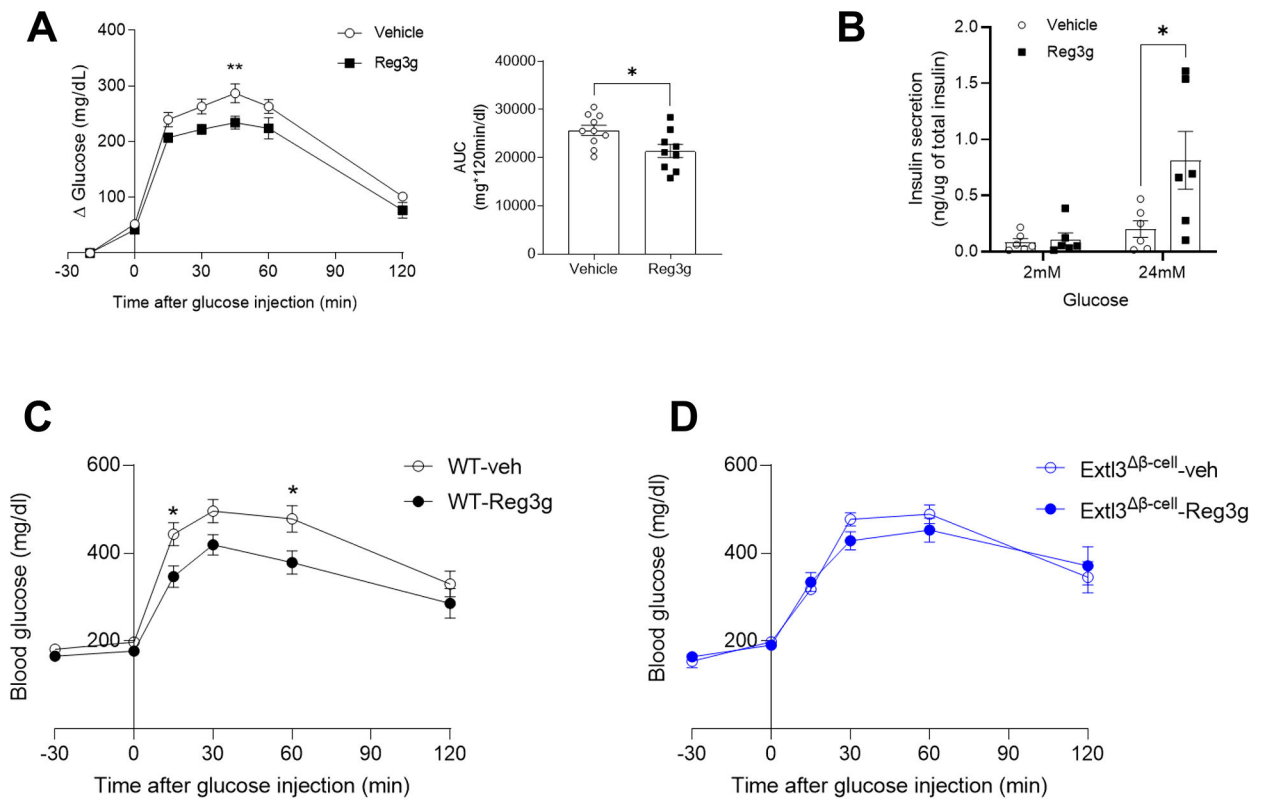 A
400
300
200
100
-30
0
30
60
90
120
Δ Glucose (mg/dL)
Time after glucose injection (min)
Vehicle
Reg3g
**
40000
30000
20000
10000
0
AUC
(mg*120min/dl)
*
Vehicle
Reg3g
B
2.0
1.5
1.0
0.5
0.0
Insulin secretion
(ng/ug of total insulin)
Vehicle
Reg3g
*
2mM
24mM
Glucose
C
600
400
200
Blood glucose (mg/dl)
*
*
WT-veh
WT-Reg3g
-30
0
30
60
90
120
Time after glucose injection (min)
D
600
400
200
Blood glucose (mg/dl)
Extl3Δβ-cell-veh
Extl3Δβ-cell-Reg3g
-30
0
30
60
90
120
Time after glucose injection (min)